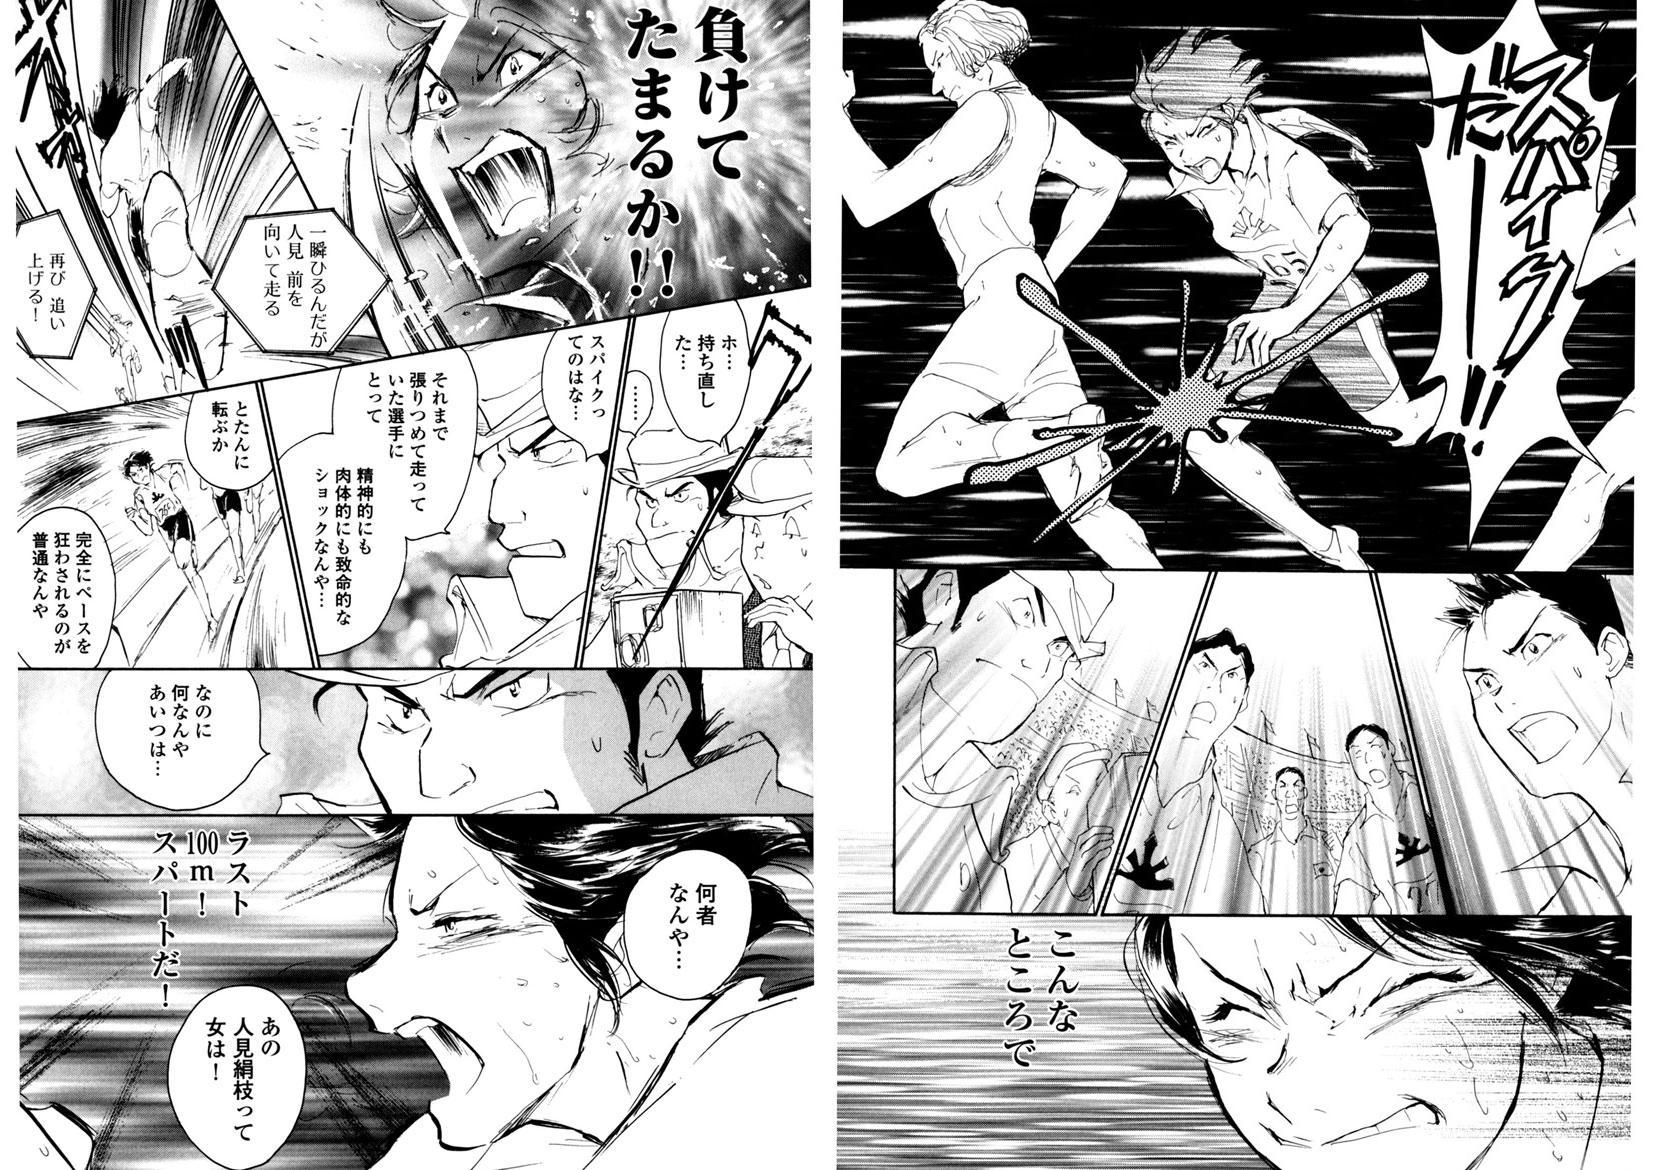 スパイク
だーー!!
こんな
ところで
負けて
たまるか!!
一瞬ひるんだが
人見 前を
向いて走る
再び 追い
上げる!
ホ…
持ち直し
た…
……
スパイクっ
てのはな…
それまで
張りつめて走って
いた選手に
とって
精神的にも
肉体的にも致命的な
ショックなんや…
とたんに
転ぶか
完全にペースを
狂わされるのが
普通なんや
なのに
何なんや
あいつは…
何者
なんや…
あの
人見絹枝って
女は!
ラスト
100m!
スパートだ!